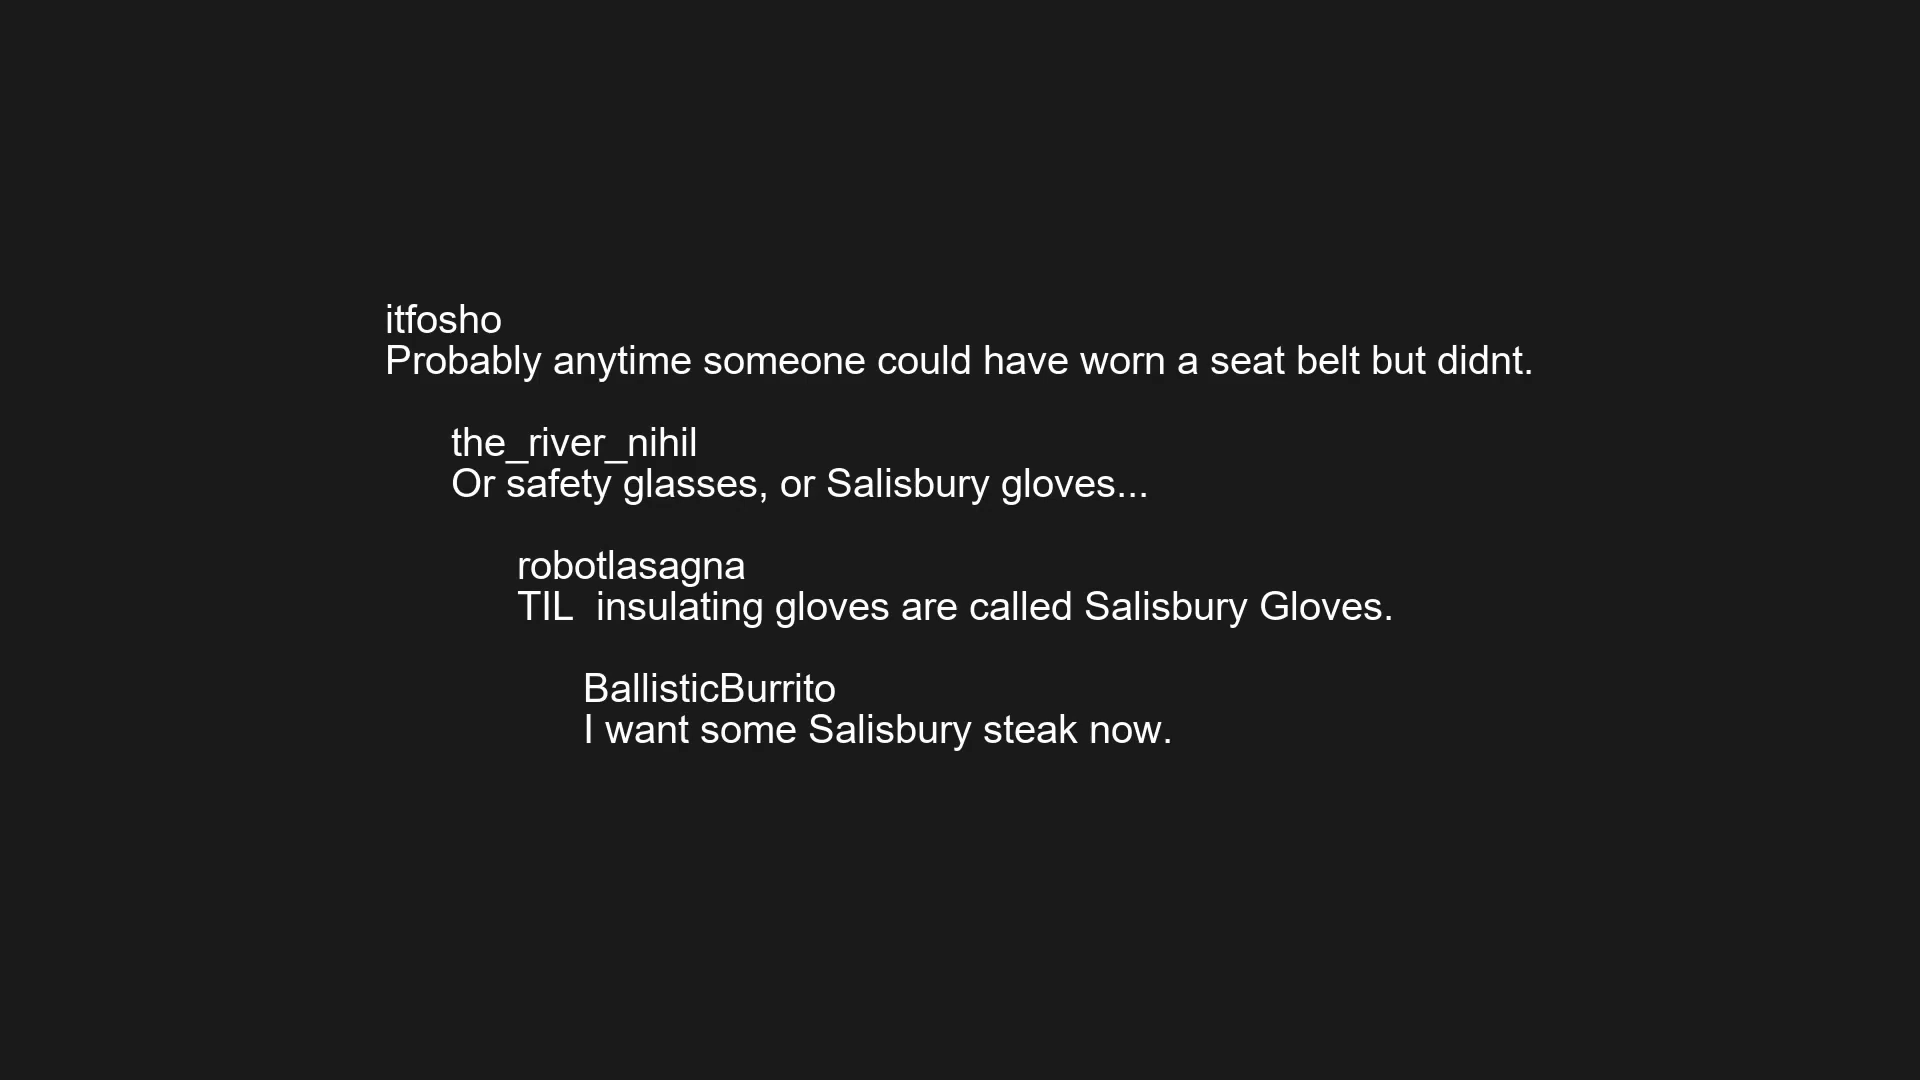 itfosho
Probably anytime someone could have worn a seat belt but didnt.
the_river_nihil
Or safety glasses, or Salisbury gloves...
robotlasagna
TIL  insulating gloves are called Salisbury Gloves.
BallisticBurrito
I want some Salisbury steak now.